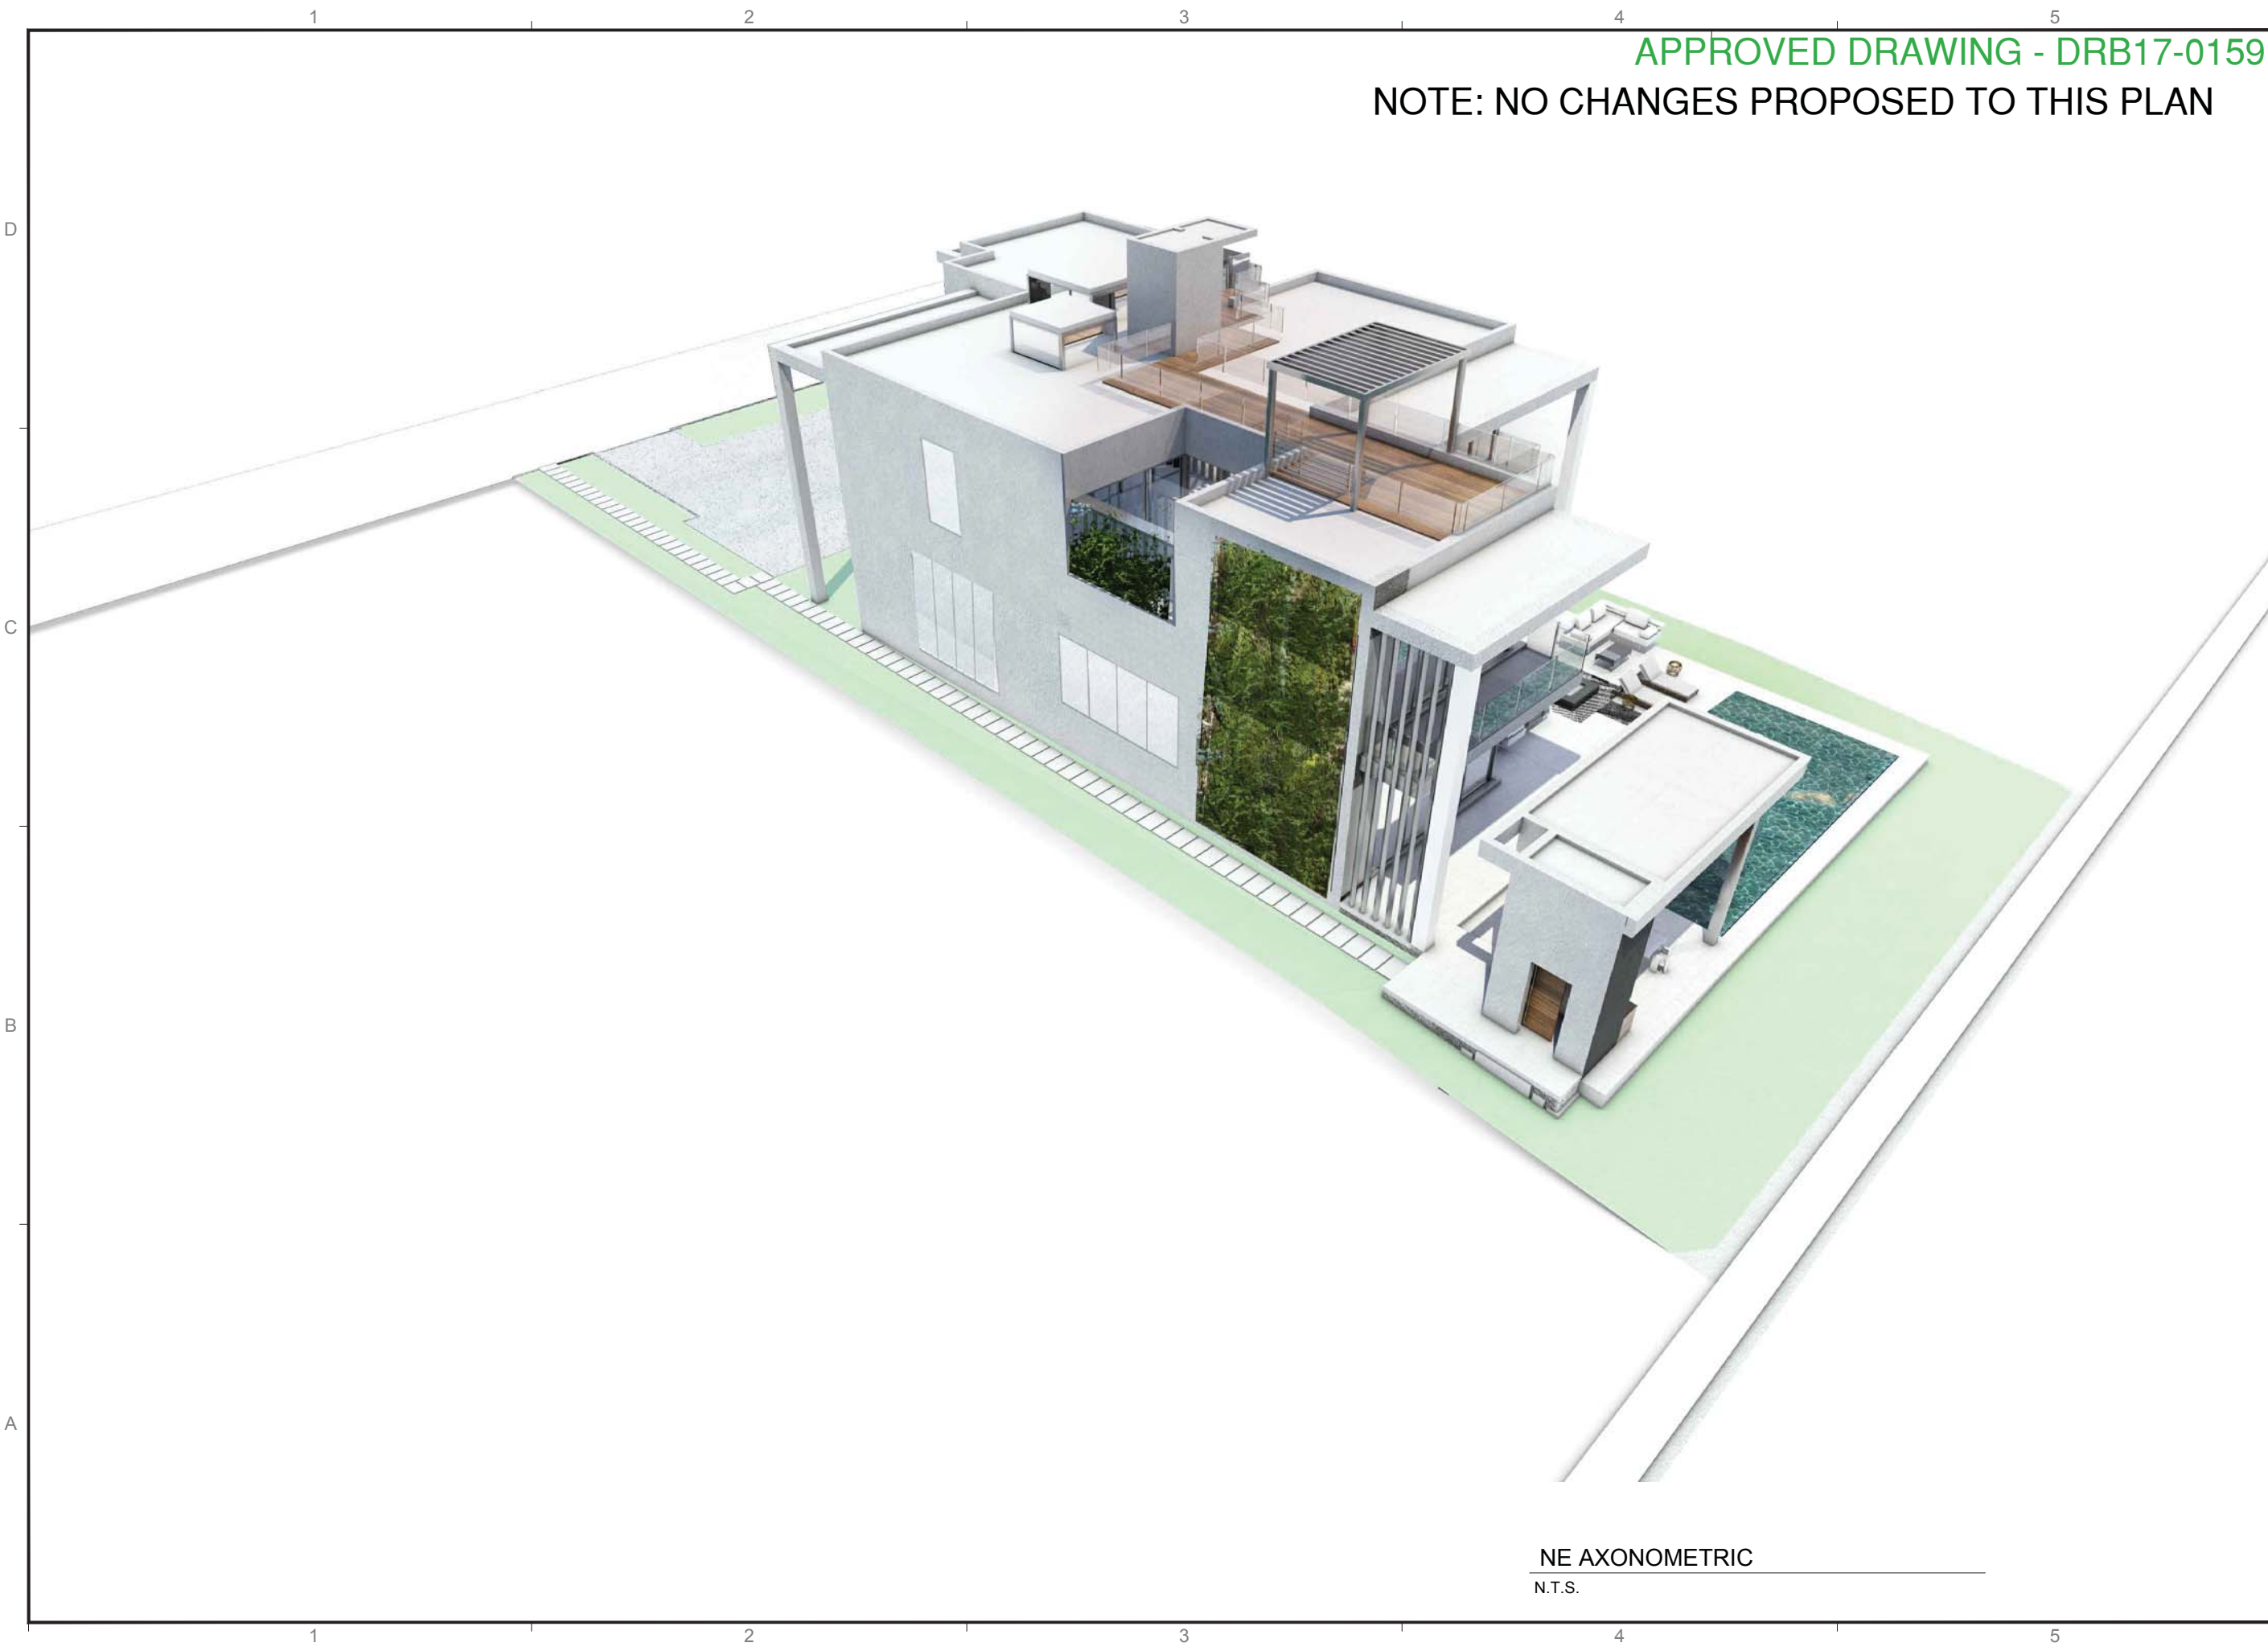 1 2 3 4 5
APPROVED DRAWING - DRB17-0159
NOTE: NO CHANGES PROPOSED TO THIS PLAN
D
C
B
A
NE AXONOMETRIC
N.T.S.
1 2 3 4 5